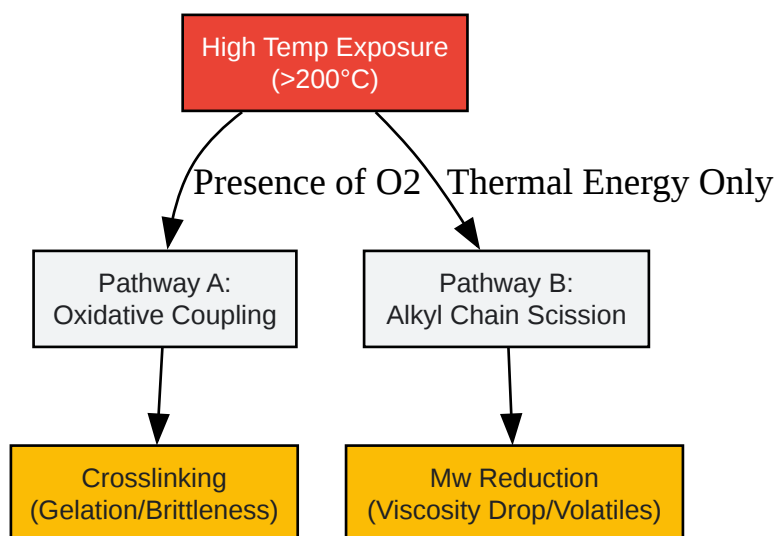 High Temp Exposure
(>200°C)
Presence of O2
Thermal Energy Only
Pathway A:
Oxidative Coupling
Pathway B:
Alkyl Chain Scission
Crosslinking
(Gelation/Brittleness)
Mw Reduction
(Viscosity Drop/Volatiles)